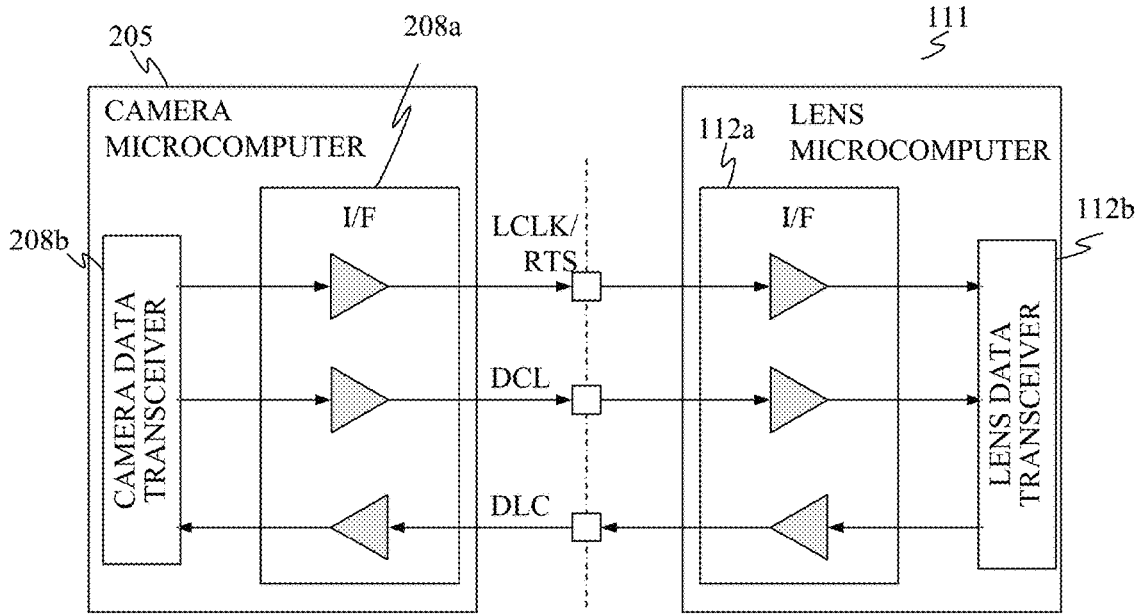 205
208a
111
CAMERA
MICROCOMPUTER
LENS
MICROCOMPUTER
112a
I/F
I/F
LCLK/
RTS
208b
112b
CAMERA DATA
TRANSCEIVER
LENS DATA
TRANSCEIVER
DCL
DLC